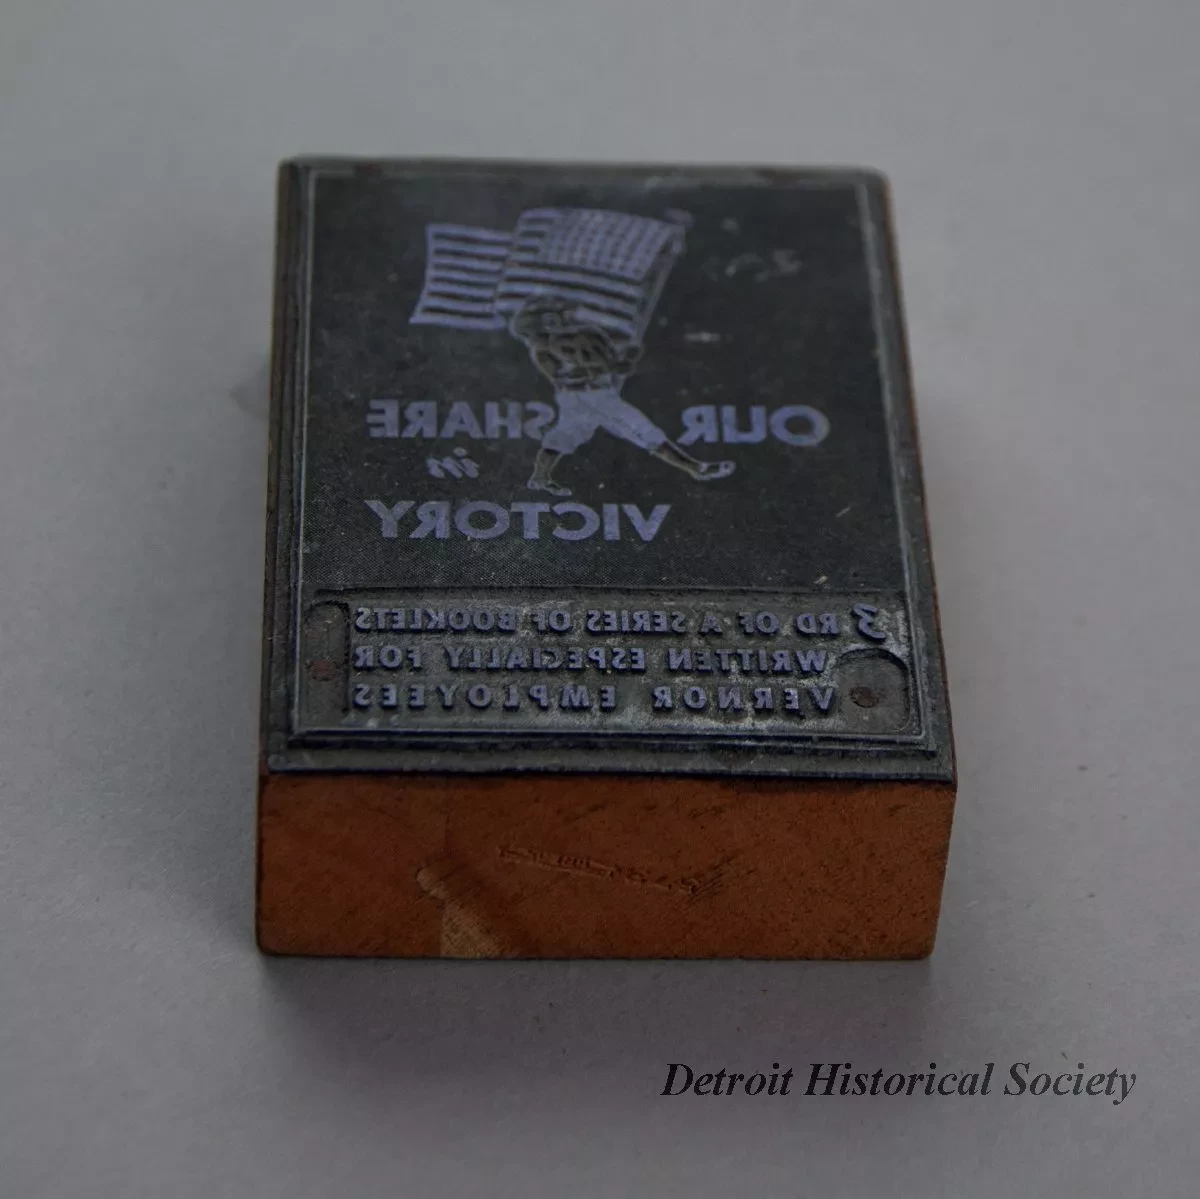 OUR SHARE
in
VICTORY
3 RD OF A SERIES OF BOOKLETS
WRITTEN ESPECIALLY FOR
VERNOR EMPLOYEES
Detroit Historical Society